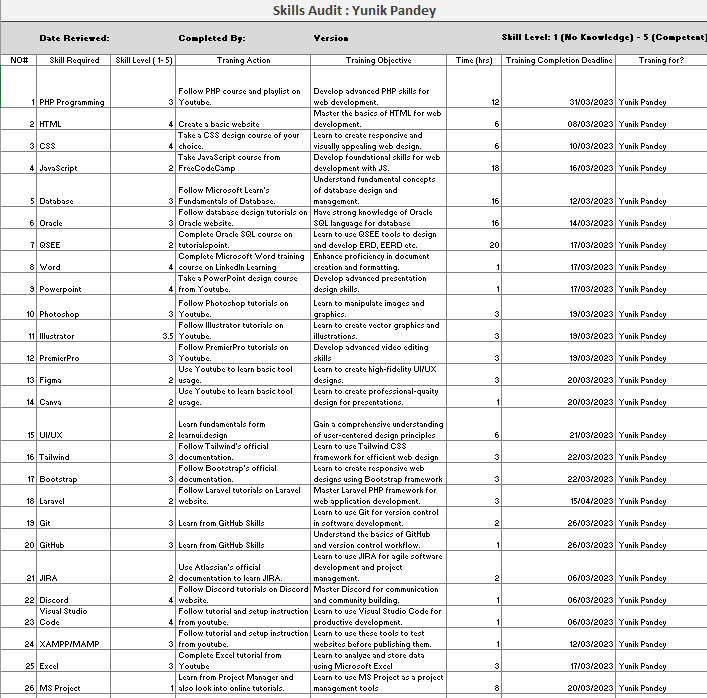 Skills Audit : Yunik Pandey
Date Reviewed: Completed By: Version Skill Level: 1 (No Knowledge) - 5 (Competent)
NO# Skill Required Skill Level ( 1- 5) Traning Action Training Objective Time (hrs) Training Completion Deadline Traning for?
Follow PHP course and playlist on Develop advanced PHP skills for
1 PHP Programming 3 Youtube. web development. 12 31/03/2023 Yunik Pandey
Master the basics of HTML for web
2 HTML 4 Create a basic website development. 6 08/03/2023 Yunik Pandey
Take a CSS design course of your Learn to create responsive and
3 CSS 4 choice. visually appealing web design. 6 10/03/2023 Yunik Pandey
Take JavaScript course from Develop foundational skills for web
4 JavaScript 2 FreeCodeCamp development with JS. 18 16/03/2023 Yunik Pandey
Understand fundamental concepts
Follow Microsoft Learn's of database design and
5 Database 3 Fundamentals of Database. management. 16 12/03/2023 Yunik Pandey
Follow database design tutorials on Have strong knowledge of Oracle
6 Oracle 3 Oracle website. SQL language for database 16 14/03/2023 Yunik Pandey
Complete Oracle SQL course on Learn to use QSEE tools to design
7 QSEE 2 tutorialspoint. and develop ERD, EERD etc. 20 17/03/2023 Yunik Pandey
Complete Microsoft Word training Enhance proficiency in document
8 Word 4 course on LinkedIn Learning creation and formatting. 1 17/03/2023 Yunik Pandey
Take a PowerPoint design course Develop advanced presentation
9 Powerpoint 4 from Youtube. design skills. 1 17/03/2023 Yunik Pandey
Follow Photoshop tutorials on Learn to manipulate images and
10 Photoshop 3 Youtube. graphics. 3 19/03/2023 Yunik Pandey
Follow Illustrator tutorials on Learn to create vector graphics and
11 Illustrator 3.5 Youtube. illustrations. 3 19/03/2023 Yunik Pandey
Follow PremierPro tutorials on Develop advanced video editing
12 PremierPro 3 Youtube. skills 3 19/03/2023 Yunik Pandey
Use Youtube to learn basic tool Learn to create high-fidelity UI/UX
13 Figma 2 usage. designs. 3 20/03/2023 Yunik Pandey
Use Youtube to learn basic tool Learn to create professional-quaity
14 Canva 2 usage. design for presentations. 1 20/03/2023 Yunik Pandey
Learn fundamentals form Gain a comprehensive understanding
15 UI/UX 2 learnui.design of user-centered design principles 6 21/03/2023 Yunik Pandey
Follow Tailwind's official Learn to use Tailwind CSS
16 Tailwind 3 documentation. framework for efficient web design 3 22/03/2023 Yunik Pandey
Follow Bootstrap's official Learn to create responsive web
17 Bootstrap 3 documentation. designs using Bootstrap framework 3 22/03/2023 Yunik Pandey
Follow Laravel tutorials on Laravel Master Laravel PHP framework for
18 Laravel 2 website. web application development. 3 15/04/2023 Yunik Pandey
Learn to use Git for version control
19 Git 3 Learn from GitHub Skills in software development. 2 26/03/2023 Yunik Pandey
Understand the basics of GitHub
20 GitHub 3 Learn from GitHub Skills and version control workflow. 1 26/03/2023 Yunik Pandey
Learn to use JIRA for agile software
Use Atlassian's official development and project
21 JIRA 2 documentation to learn JIRA. management. 2 06/03/2023 Yunik Pandey
Follow Discord tutorials on Discord Master Discord for communication
22 Discord 4 website. and community building. 1 06/03/2023 Yunik Pandey
Visual Studio Follow tutorial and setup instruction Learn to use Visual Studio Code for
23 Code 4 from youtube. productive development. 1 06/03/2023 Yunik Pandey
Follow tutorial and setup instruction Learn to use these tools to test
24 XAMPP/MAMP 3 from youtube. websites before publishing them. 1 12/03/2023 Yunik Pandey
Complete Excel tutorial from Learn to analyze and store data
25 Excel 3 Youtube using Microsoft Excel 3 17/03/2023 Yunik Pandey
Learn from Project Manager and Learn to use MS Project as a project
26 MS Project 1 also look into online tutorials. management tools 8 20/03/2023 Yunik Pandey